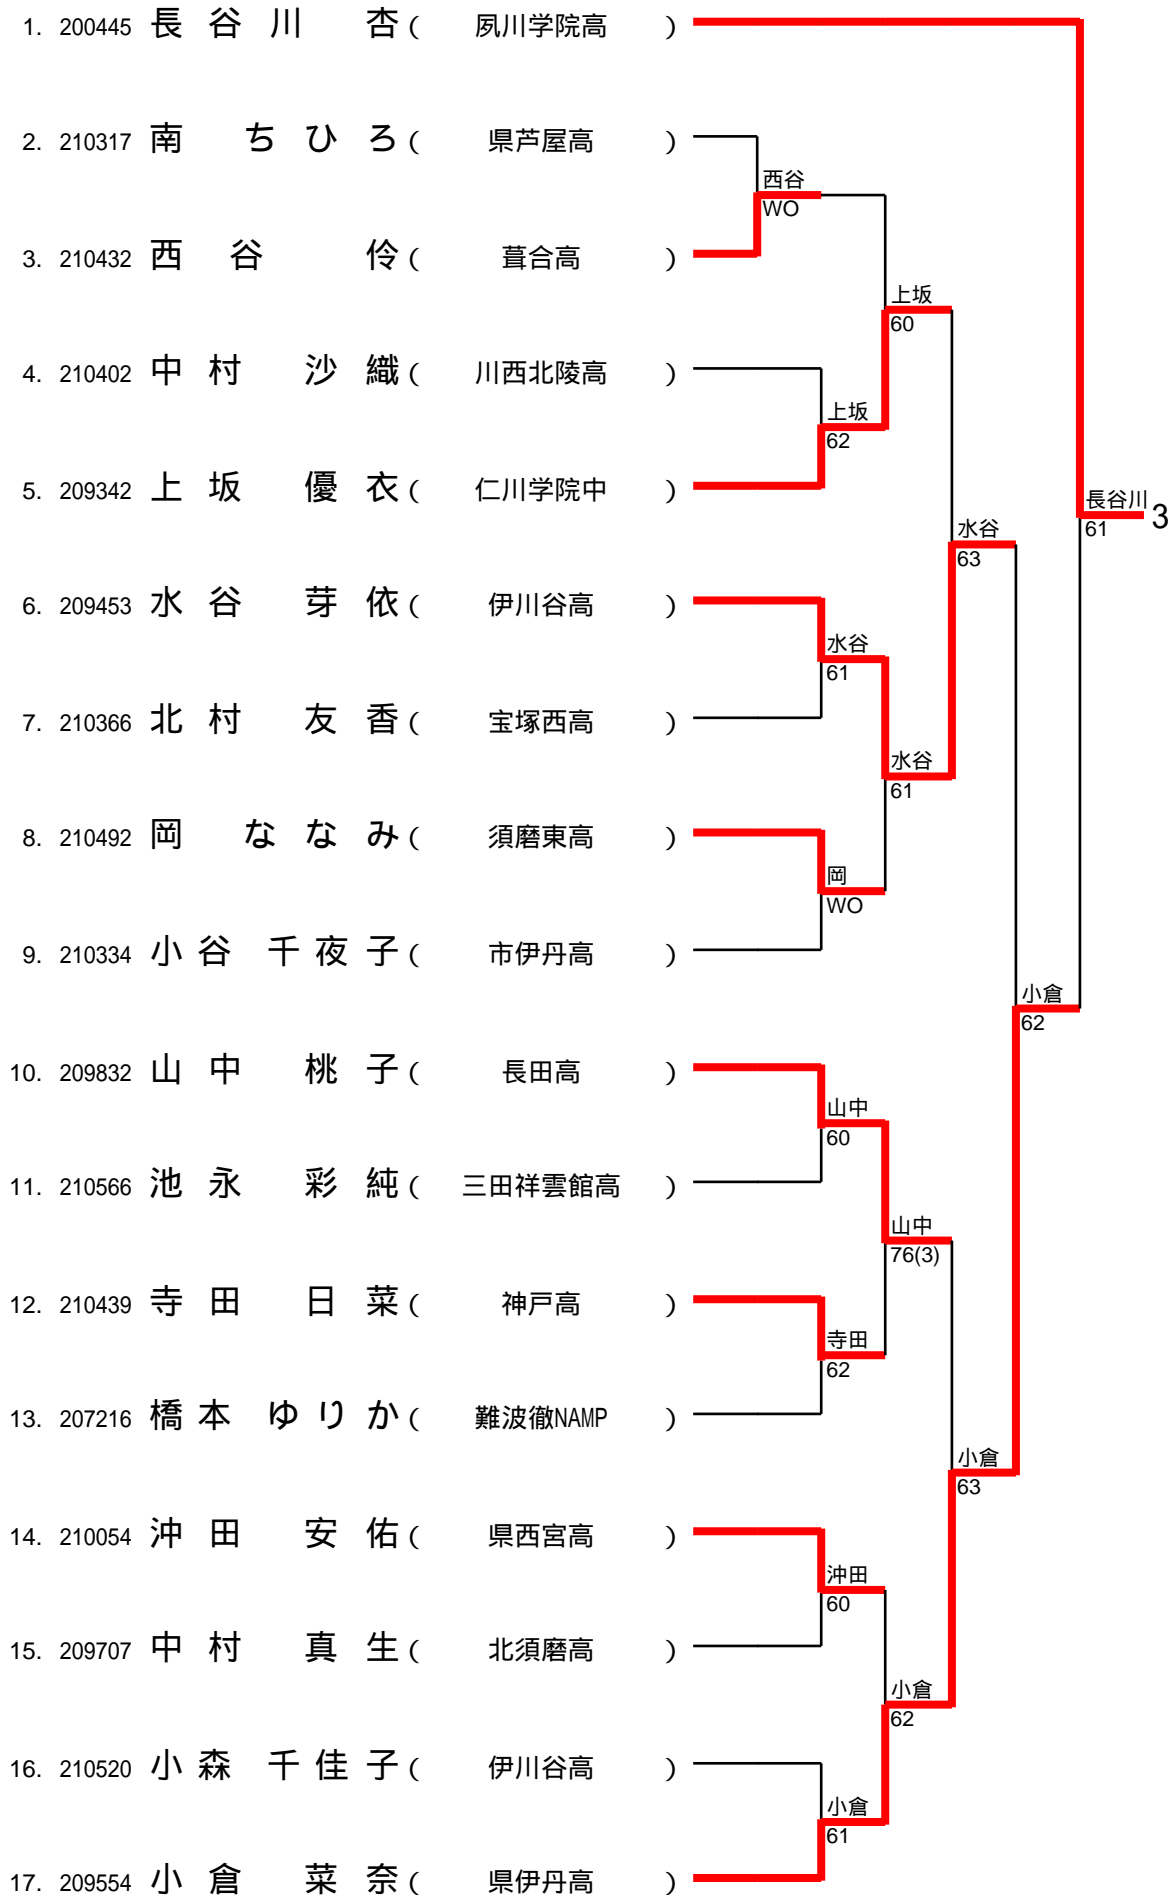 1. 200445 長谷川 杏 ( 夙川学院高 )
2. 210317 南 ちひろ ( 県芦屋高 )
西谷
WO
3. 210432 西谷 伶 ( 葺合高 )
上坂
60
4. 210402 中村 沙織 ( 川西北陵高 )
上坂
62
5. 209342 上坂 優衣 ( 仁川学院中 )
長谷川
61
3
水谷
63
6. 209453 水谷 芽依 ( 伊川谷高 )
水谷
61
7. 210366 北村 友香 ( 宝塚西高 )
水谷
61
8. 210492 岡 ななみ ( 須磨東高 )
岡
WO
9. 210334 小谷 千夜子 ( 市伊丹高 )
小倉
62
10. 209832 山中 桃子 ( 長田高 )
山中
60
11. 210566 池永 彩純 ( 三田祥雲館高 )
山中
76(3)
12. 210439 寺田 日菜 ( 神戸高 )
寺田
62
13. 207216 橋本 ゆりか ( 難波徹NAMP )
小倉
63
14. 210054 沖田 安佑 ( 県西宮高 )
沖田
60
15. 209707 中村 真生 ( 北須磨高 )
小倉
62
16. 210520 小森 千佳子 ( 伊川谷高 )
小倉
61
17. 209554 小倉 菜奈 ( 県伊丹高 )